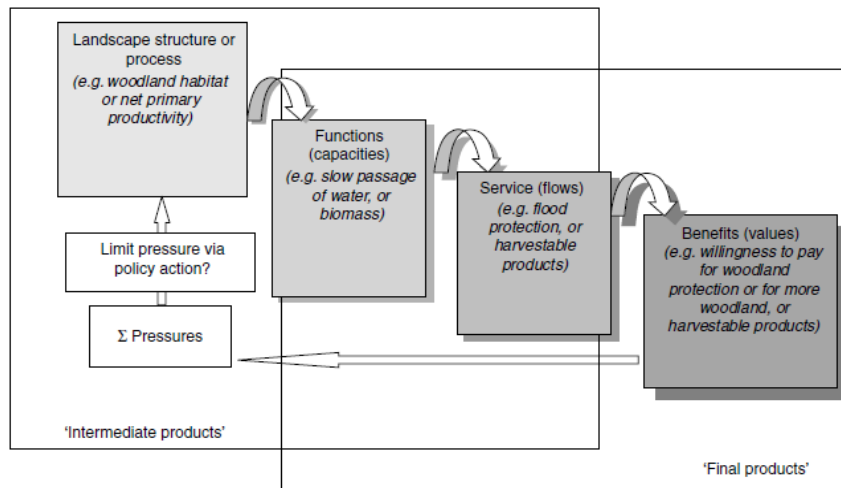 Landscape structure or
process
(e.g. woodland habitat
or net primary
productivity)
Functions
(capacities)
(e.g. slow passage
of water, or
biomass)
Service (flows)
(e.g. flood
protection, or
harvestable
products)
Benefits (values)
(e.g. willingness to pay
for woodland
protection or for more
woodland, or
harvestable products)
Limit pressure via
policy action?
Σ Pressures
‘Intermediate products’
‘Final products’